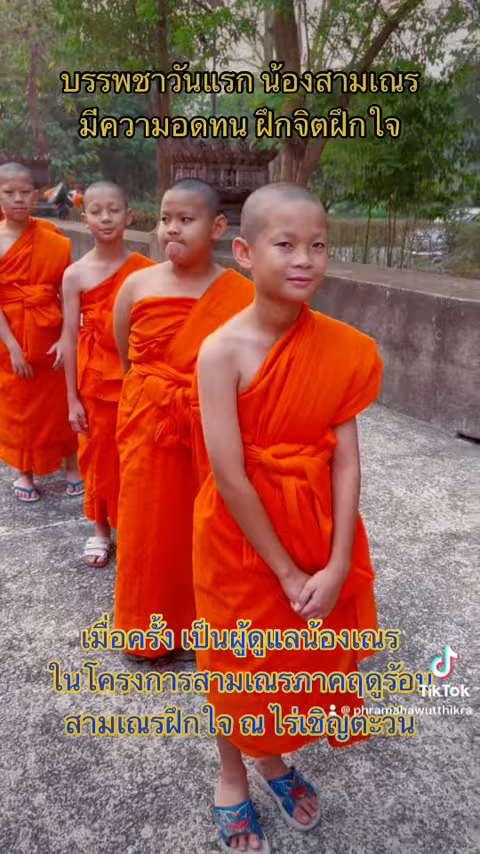 บรรพชาวันแรก น้องสามเณร
มีความอดทน ฝึกจิตฝึกใจ
เมื่อครั้ง เป็นผู้ดูแลน้องเณร
ในโครงการสามเณรภาคฤดูร้อน
สามเณรฝึกใจ ณ ไร่เชิญตะวัน
TikTok
@ phramahawutthikra